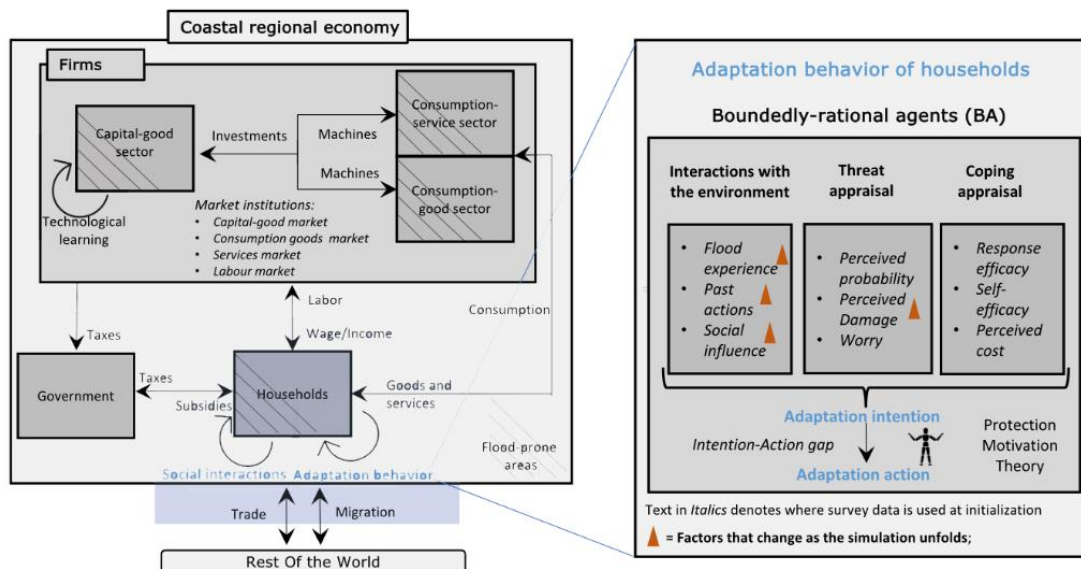 Coastal regional economy
Firms
Capital-good
sector
Investments
Machines
Machines
Consumption-
service sector
Consumption-
good sector
Technological
learning
Market institutions:
• Capital-good market
• Consumption goods market
• Services market
• Labour market
Labor
Wage/Income
Consumption
Taxes
Government
Taxes
Subsidies
Households
Goods and
services
Flood-prone
areas
Social interactions
Adaptation behavior
Trade
Migration
Rest Of the World
Adaptation behavior of households
Boundedly-rational agents (BA)
Interactions with
the environment
• Flood
experience
• Past
actions
• Social
influence
Threat
appraisal
• Perceived
probability
• Perceived
Damage
• Worry
Coping
appraisal
• Response
efficacy
• Self-
efficacy
• Perceived
cost
Adaptation intention
Intention-Action gap
Adaptation action
Protection
Motivation
Theory
Text in Italics denotes where survey data is used at initialization
= Factors that change as the simulation unfolds;